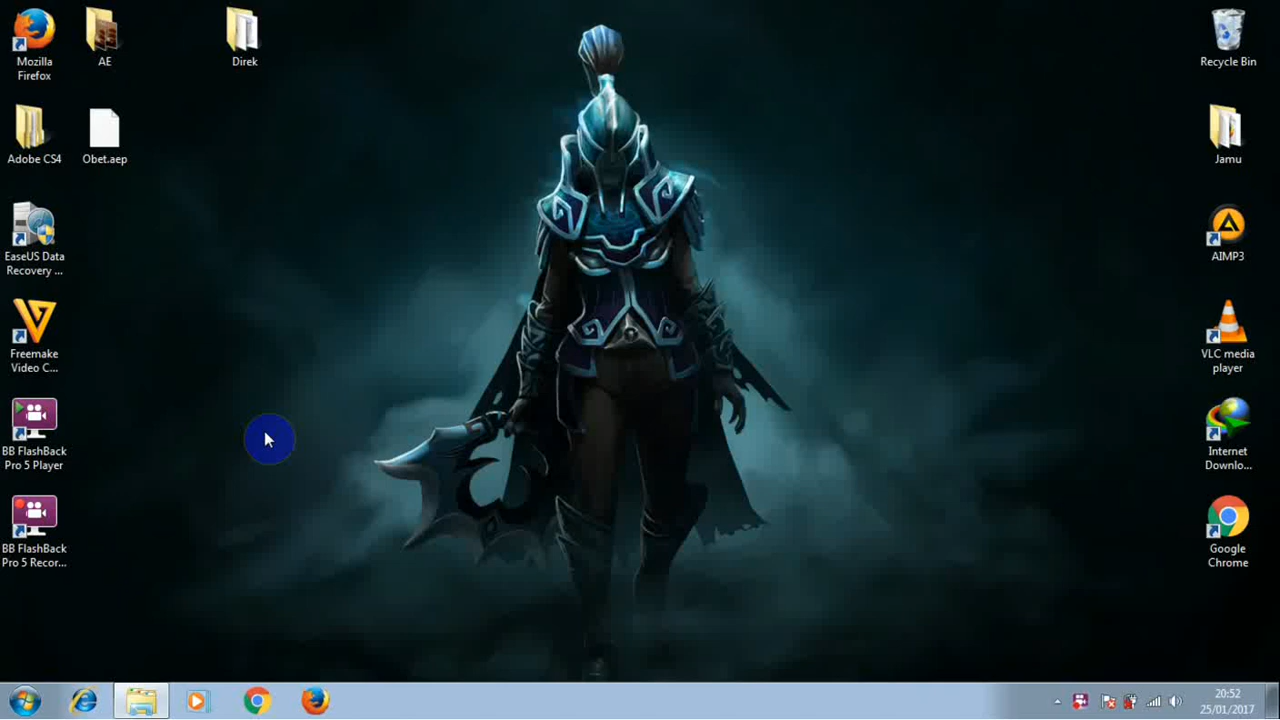 Mozilla
Firefox
AE
Direk
Adobe CS4
Obet.aep
EaseUS Data
Recovery ...
Freemake
Video C...
BB FlashBack
Pro 5 Player
BB FlashBack
Pro 5 Recor...
Recycle Bin
Jamu
AIMP3
VLC media
player
Internet
Downlo...
Google
Chrome
20:52
25/01/2017